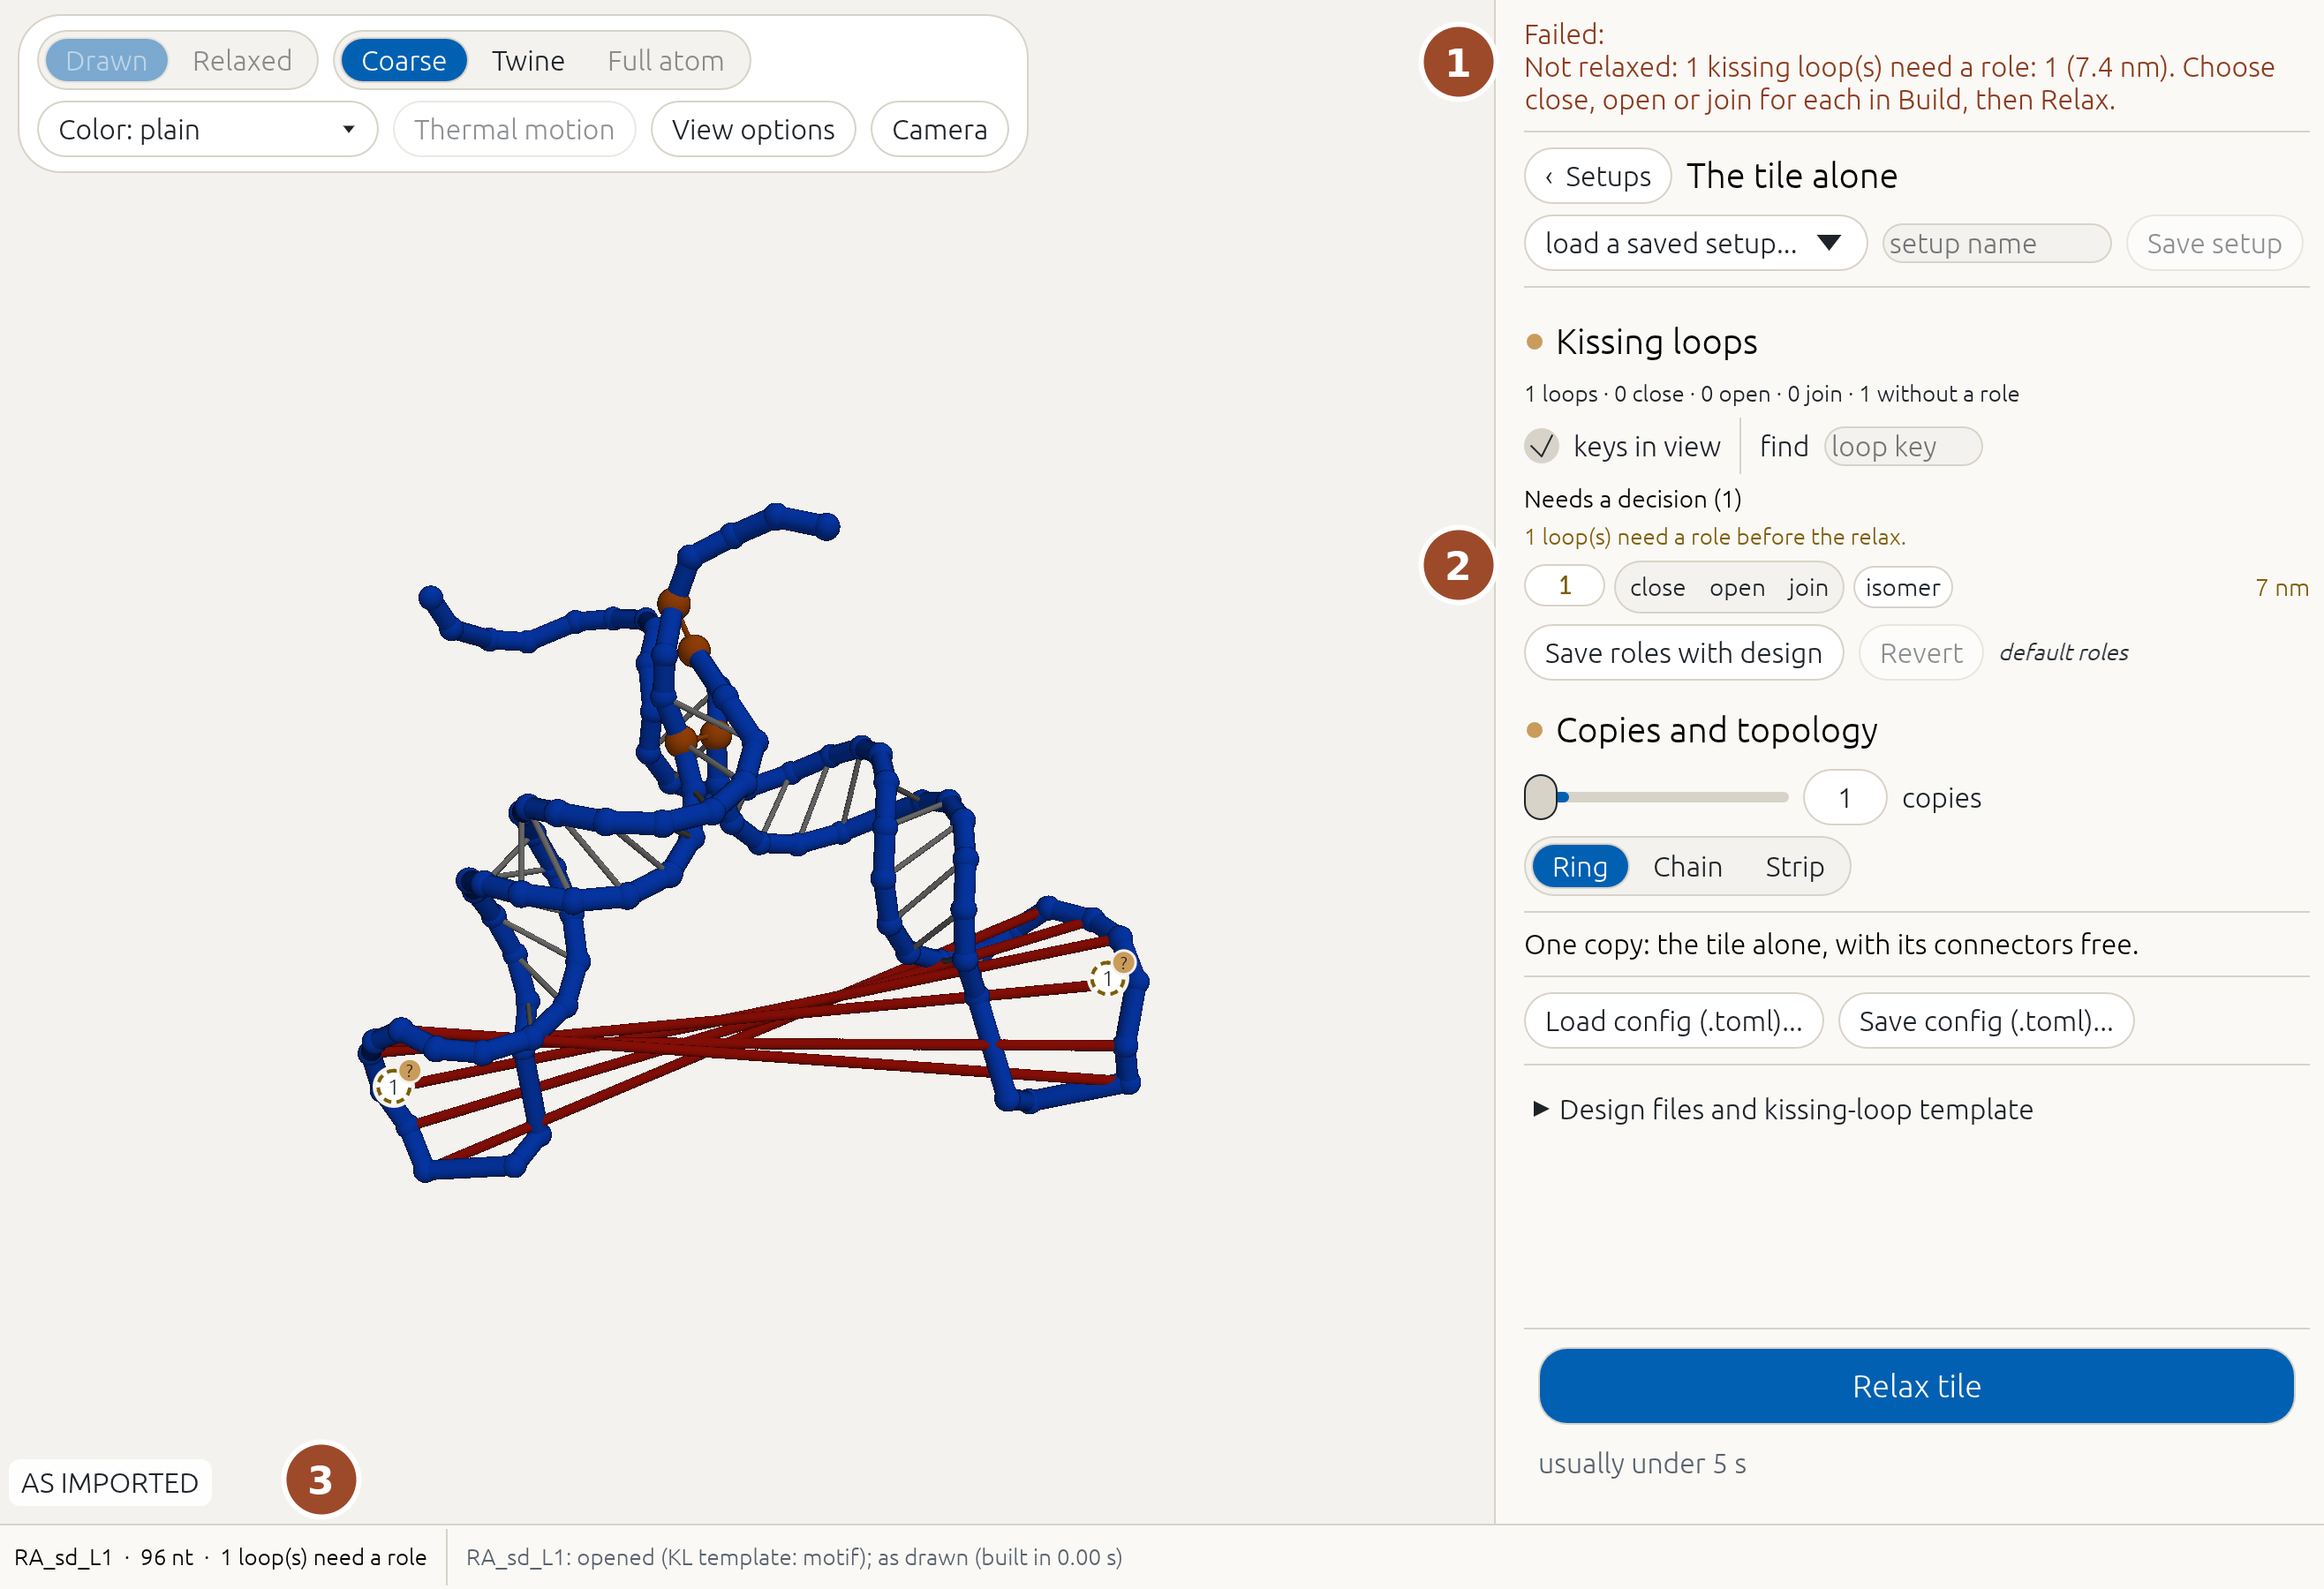 Drawn Relaxed Coarse Twine Full atom
Color: plain Thermal motion View options Camera
1
Failed:
Not relaxed: 1 kissing loop(s) need a role: 1 (7.4 nm). Choose
close, open or join for each in Build, then Relax.
‹ Setups The tile alone
load a saved setup... setup name Save setup
Kissing loops
1 loops · 0 close · 0 open · 0 join · 1 without a role
keys in view find loop key
Needs a decision (1)
1 loop(s) need a role before the relax.
2
1 close open join isomer 7 nm
Save roles with design Revert default roles
Copies and topology
1 copies
Ring Chain Strip
One copy: the tile alone, with its connectors free.
Load config (.toml)... Save config (.toml)...
Design files and kissing-loop template
Relax tile
usually under 5 s
1 ?
1 ?
AS IMPORTED
3
RA_sd_L1 · 96 nt · 1 loop(s) need a role
RA_sd_L1: opened (KL template: motif); as drawn (built in 0.00 s)